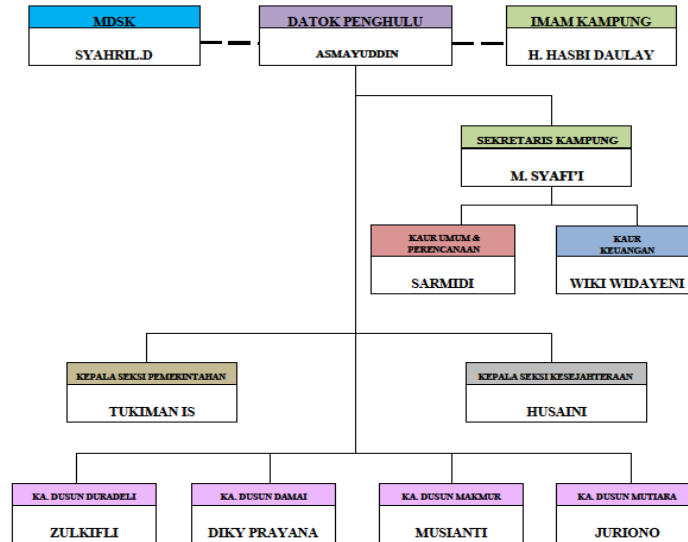 MDSK
SYAHRIL.D
DATOK PENGHULU
ASMAYUDDIN
IMAM KAMPUNG
H. HASBI DAULAY
SEKRETARIS KAMPUNG
M. SYAFI'I
KAUR UMUM &
PERENCANAAN
SARMIDI
KAUR
KEUANGAN
WIKI WIDAYENI
KEPALA SEKSI PEMERINTAHAN
TUKIMAN IS
KEPALA SEKSI KESEJAHTERAAN
HUSAINI
KA. DUSUN DURADELI
ZULKIFLI
KA. DUSUN DAMAI
DIKY PRAYANA
KA. DUSUN MAKMUR
MUSIANTI
KA. DUSUN MUTIARA
JURIONO